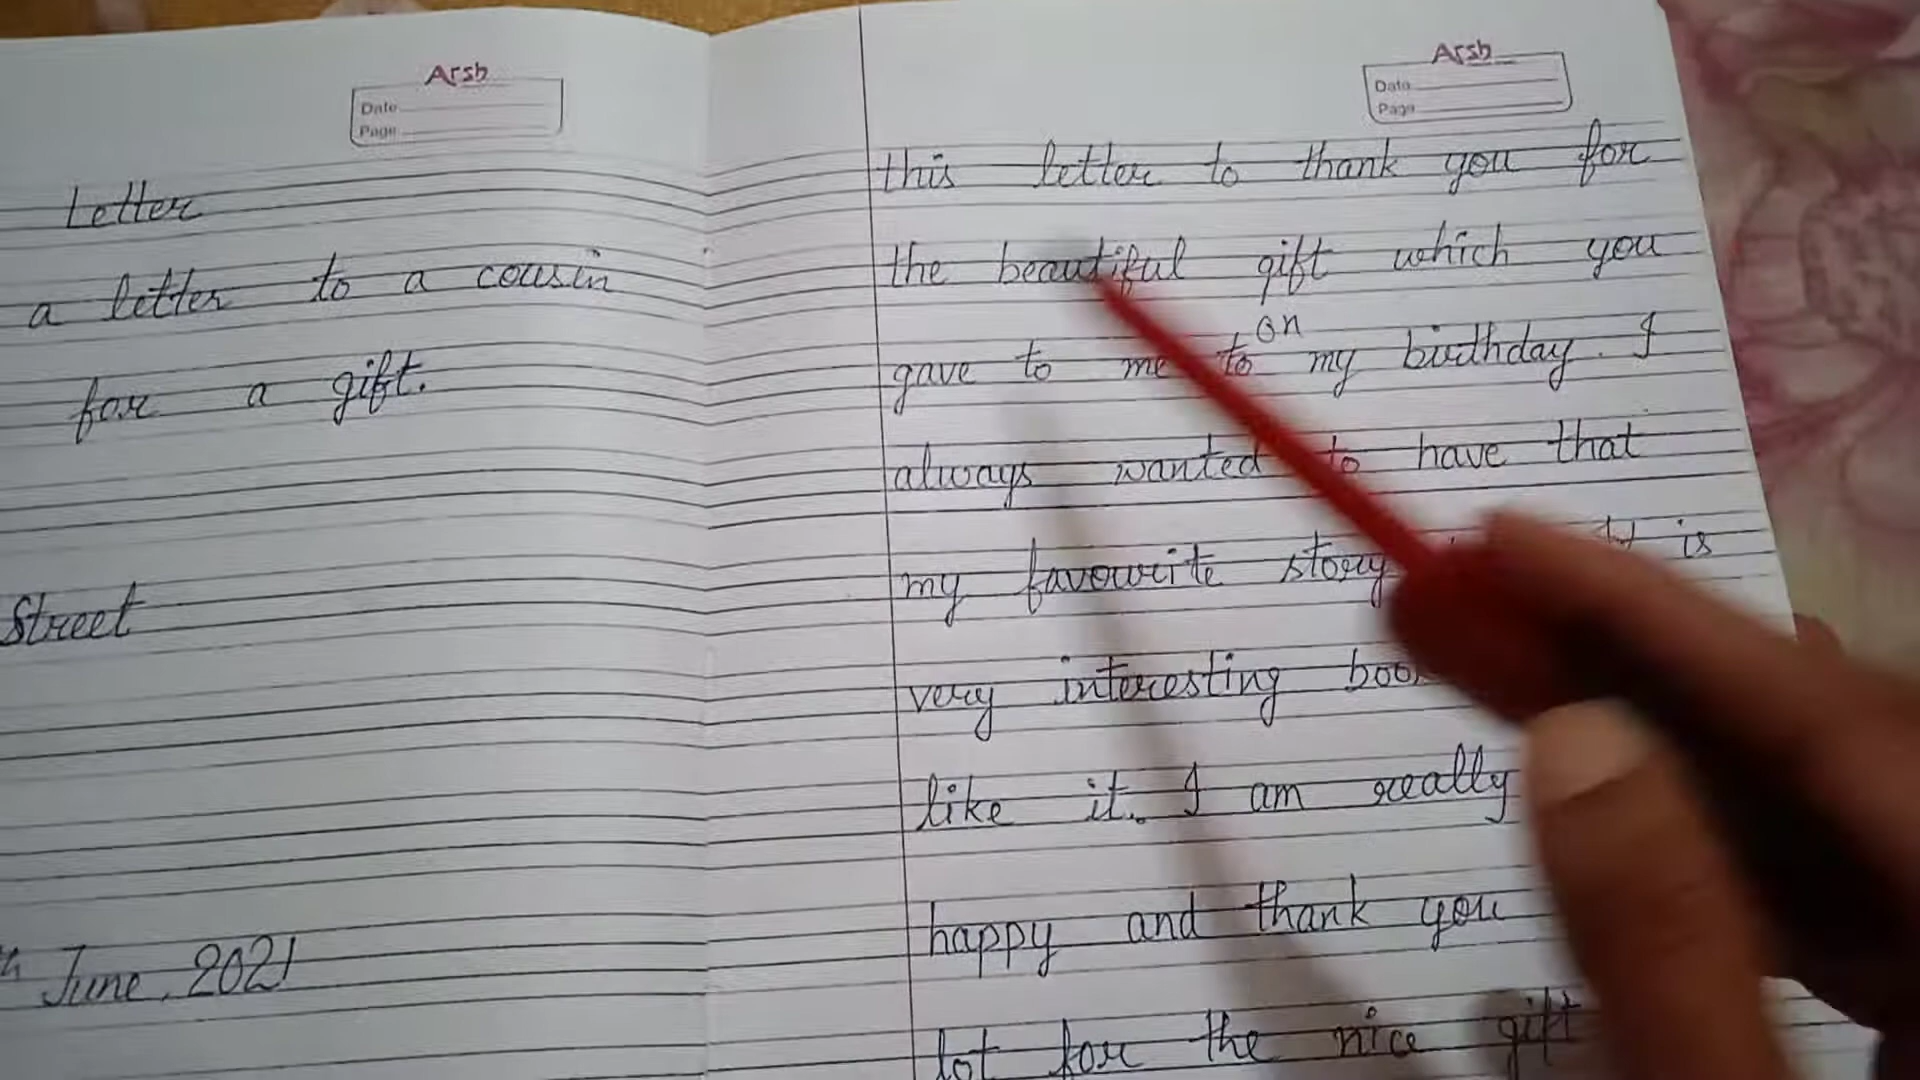 Arsh
Date
Page
Letter
a letter to a cousin
for a gift.
Street
June, 2021
Arsh
Date
Page
this letter to thank you for
the beautiful gift which you
on
gave to me to my birthday. I
always wanted to have that
my favourite story It is
very interesting book
like it. I am really
happy and thank you
lot for the nice gift